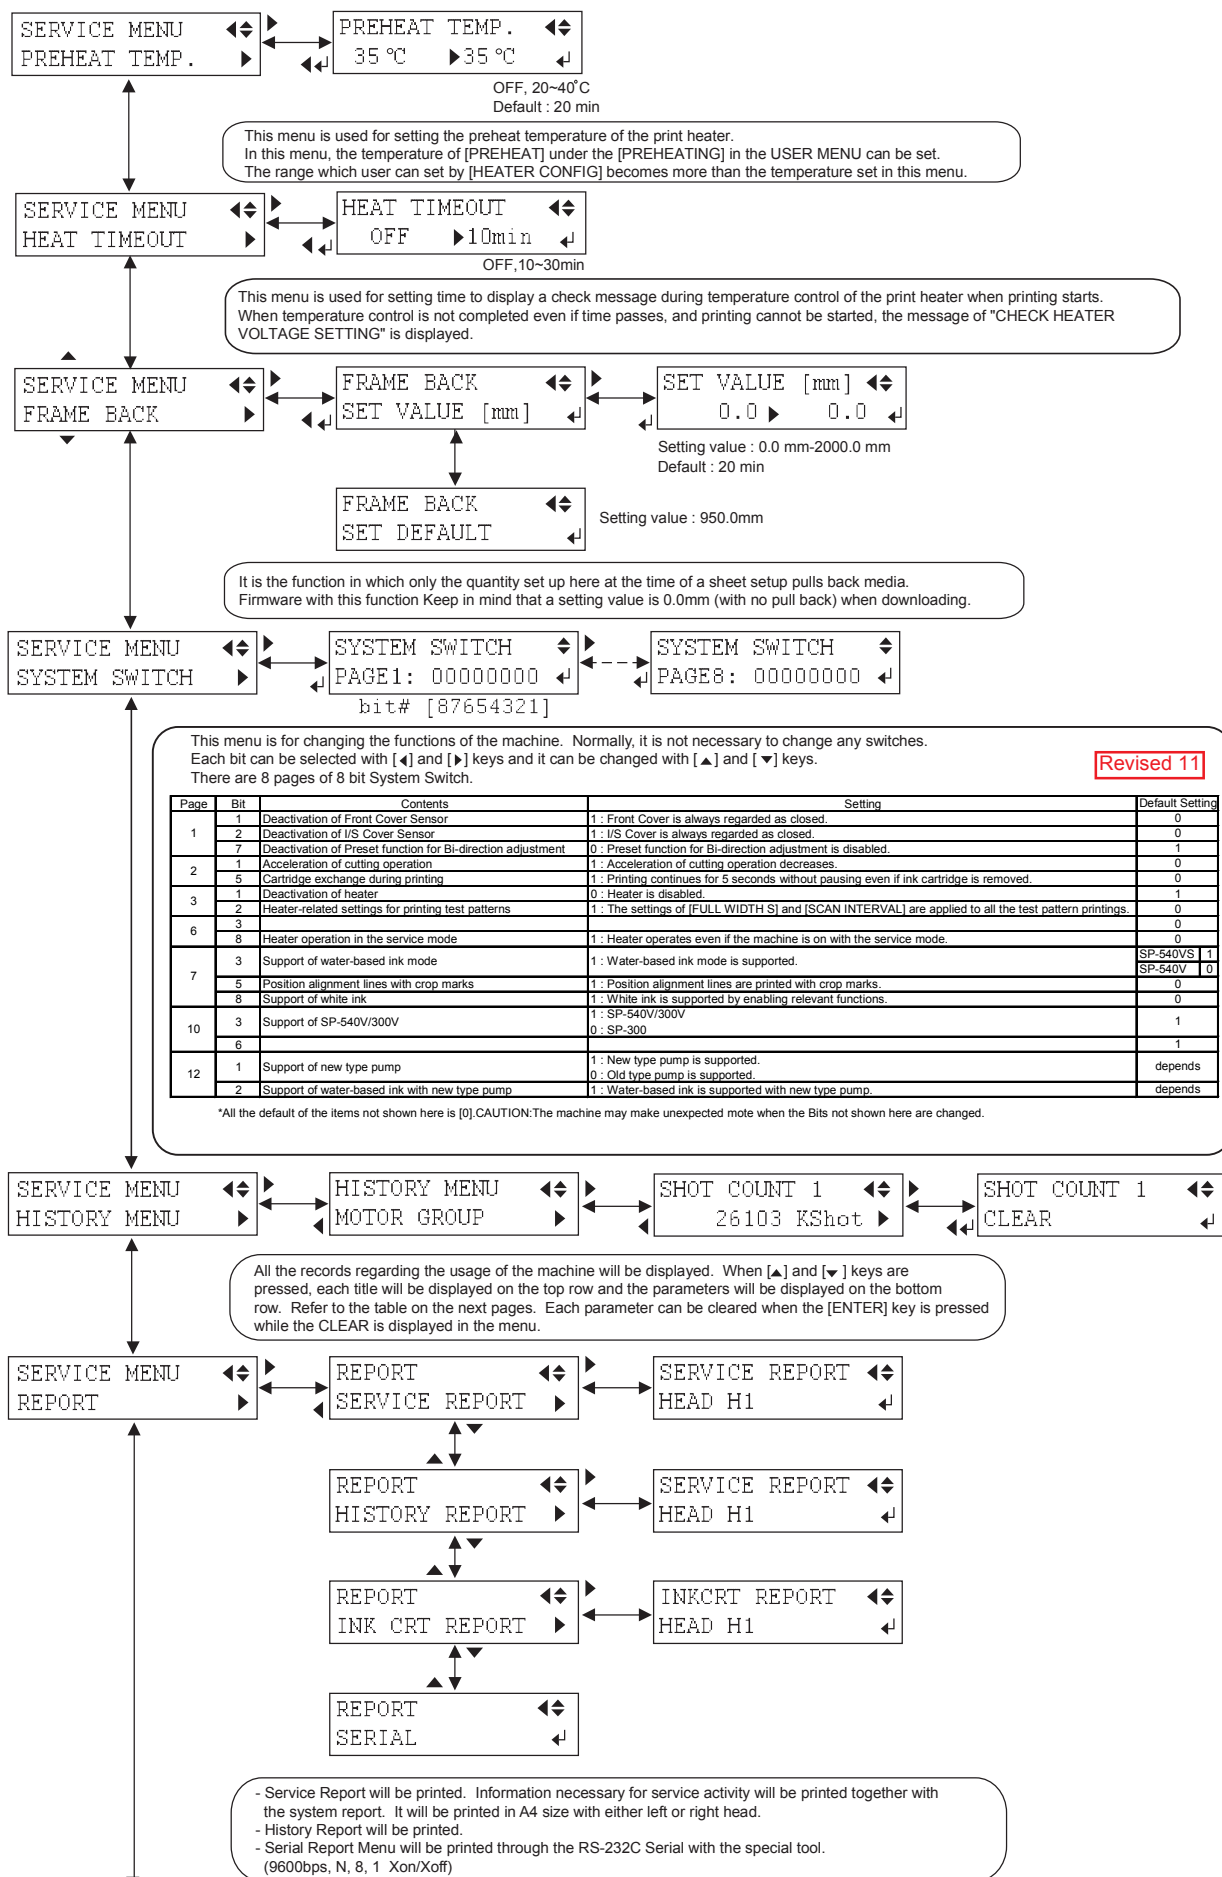 SERVICE MENU
PREHEAT TEMP.
PREHEAT TEMP.
35℃ ▶35℃
OFF, 20~40˚C
Default : 20 min
This menu is used for setting the preheat temperature of the print heater.
In this menu, the temperature of [PREHEAT] under the [PREHEATING] in the USER MENU can be set.
The range which user can set by [HEATER CONFIG] becomes more than the temperature set in this menu.
SERVICE MENU
HEAT TIMEOUT
HEAT TIMEOUT
OFF ▶10min
OFF,10~30min
This menu is used for setting time to display a check message during temperature control of the print heater when printing starts.
When temperature control is not completed even if time passes, and printing cannot be started, the message of "CHECK HEATER
VOLTAGE SETTING" is displayed.
SERVICE MENU
FRAME BACK
FRAME BACK
SET VALUE [mm]
SET VALUE [mm]
0.0 ▶ 0.0
Setting value : 0.0 mm-2000.0 mm
Default : 20 min
FRAME BACK
SET DEFAULT
Setting value : 950.0mm
It is the function in which only the quantity set up here at the time of a sheet setup pulls back media.
Firmware with this function Keep in mind that a setting value is 0.0mm (with no pull back) when downloading.
SERVICE MENU
SYSTEM SWITCH
SYSTEM SWITCH
PAGE1: 00000000
bit# [87654321]
SYSTEM SWITCH
PAGE8: 00000000
This menu is for changing the functions of the machine. Normally, it is not necessary to change any switches.
Each bit can be selected with [◀] and [▶] keys and it can be changed with [▲] and [▼] keys.
There are 8 pages of 8 bit System Switch.
Revised 11
Page Bit Contents Setting Default Setting
1 1 Deactivation of Front Cover Sensor 1 : Front Cover is always regarded as closed. 0
2 Deactivation of I/S Cover Sensor 1 : I/S Cover is always regarded as closed. 0
7 Deactivation of Preset function for Bi-direction adjustment 0 : Preset function for Bi-direction adjustment is disabled. 1
2 1 Acceleration of cutting operation 1 : Acceleration of cutting operation decreases. 0
5 Cartridge exchange during printing 1 : Printing continues for 5 seconds without pausing even if ink cartridge is removed. 0
3 1 Deactivation of heater 0 : Heater is disabled. 1
2 Heater-related settings for printing test patterns 1 : The settings of [FULL WIDTH S] and [SCAN INTERVAL] are applied to all the test pattern printings. 0
6 3 0
8 Heater operation in the service mode 1 : Heater operates even if the machine is on with the service mode. 0
7 3 Support of water-based ink mode 1 : Water-based ink mode is supported. SP-540VS 1
SP-540V 0
5 Position alignment lines with crop marks 1 : Position alignment lines are printed with crop marks. 0
8 Support of white ink 1 : White ink is supported by enabling relevant functions. 0
10 3 Support of SP-540V/300V 1 : SP-540V/300V
0 : SP-300 1
6 1
12 1 Support of new type pump 1 : New type pump is supported.
0 : Old type pump is supported. depends
2 Support of water-based ink with new type pump 1 : Water-based ink is supported with new type pump. depends
*All the default of the items not shown here is [0].CAUTION:The machine may make unexpected mote when the Bits not shown here are changed.
SERVICE MENU
HISTORY MENU
HISTORY MENU
MOTOR GROUP
SHOT COUNT 1
26103 KShot ▶
SHOT COUNT 1
CLEAR
All the records regarding the usage of the machine will be displayed. When [▲] and [▼ ] keys are
pressed, each title will be displayed on the top row and the parameters will be displayed on the bottom
row. Refer to the table on the next pages. Each parameter can be cleared when the [ENTER] key is pressed
while the CLEAR is displayed in the menu.
SERVICE MENU
REPORT
REPORT
SERVICE REPORT
SERVICE REPORT
HEAD H1
REPORT
HISTORY REPORT
SERVICE REPORT
HEAD H1
REPORT
INK CRT REPORT
INKCRT REPORT
HEAD H1
REPORT
SERIAL
- Service Report will be printed. Information necessary for service activity will be printed together with
the system report. It will be printed in A4 size with either left or right head.
- History Report will be printed.
- Serial Report Menu will be printed through the RS-232C Serial with the special tool.
(9600bps, N, 8, 1 Xon/Xoff)